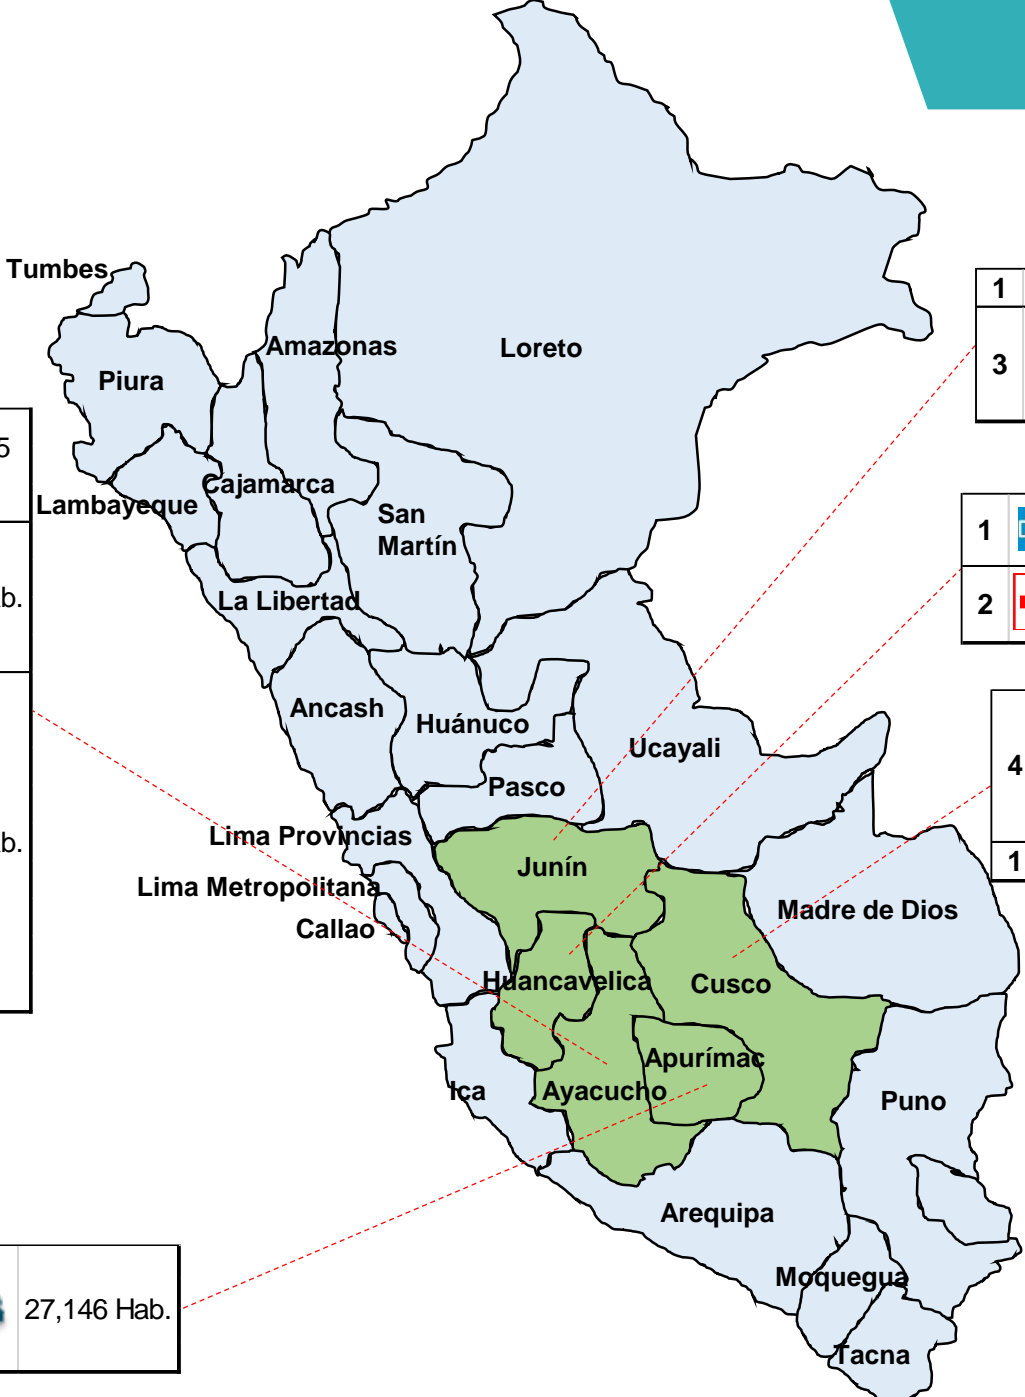 Tumbes
Amazonas
Loreto
Piura
1
3
5
Cajamarca
Lambayeque
San
Martín
1
2
La Libertad
Ancash
Huánuco
Ucayali
Pasco
4
1
Lima Provincias
Junín
Lima Metropolitana
Callao
Madre de Dios
Huancavelica
Cusco
Apurímac
Ica
Ayacucho
Puno
Arequipa
Moquegua
27,146 Hab.
Tacna